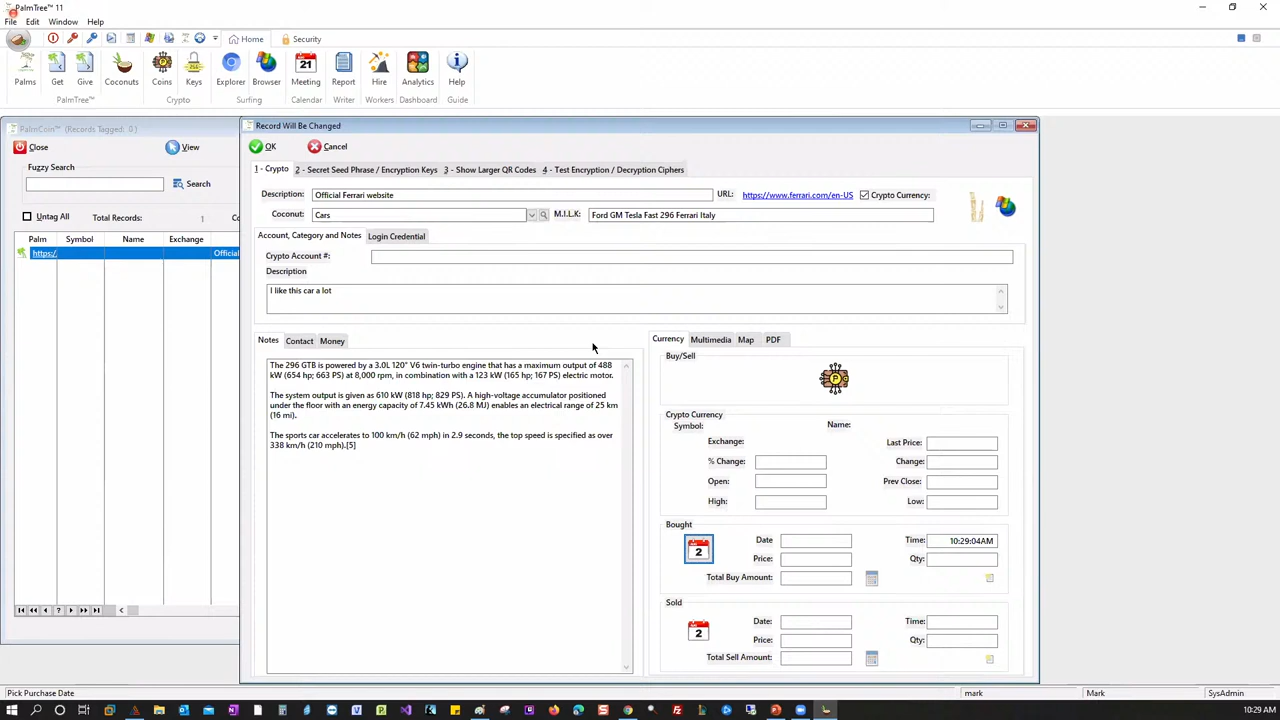 PalmTree™ 11
File Edit Window Help
Home Security
Palms Get Give Coconuts Coins Keys Explorer Browser Meeting Report Hire Analytics Help
21
PalmTree™ Crypto Surfing Calendar Writer Workers Dashboard Guide
PalmCoin™ (Records Tagged: 0 )
Close View
Fuzzy Search
Search
Untag All Total Records: 1 Co
Palm Symbol Name Exchange
https:/ Official
Record Will Be Changed
OK Cancel
1 - Crypto 2 - Secret Seed Phrase / Encryption Keys 3 - Show Larger QR Codes 4 - Test Encryption / Decryption Ciphers
Description: Official Ferrari website URL: https://www.ferrari.com/en-US Crypto Currency:
Coconut: Cars M.I.L.K: Ford GM Tesla Fast 296 Ferrari Italy
Account, Category and Notes Login Credential
Crypto Account #:
Description
I like this car a lot
Notes Contact Money
The 296 GTB is powered by a 3.0L 120° V6 twin-turbo engine that has a maximum output of 488
kW (654 hp; 663 PS) at 8,000 rpm, in combination with a 123 kW (165 hp; 167 PS) electric motor.
The system output is given as 610 kW (818 hp; 829 PS). A high-voltage accumulator positioned
under the floor with an energy capacity of 7.45 kWh (26.8 MJ) enables an electrical range of 25 km
(16 mi).
The sports car accelerates to 100 km/h (62 mph) in 2.9 seconds, the top speed is specified as over
338 km/h (210 mph).[5]
Currency Multimedia Map PDF
Buy/Sell
P
Crypto Currency
Symbol: Name:
Exchange: Last Price:
% Change: Change:
Open: Prev Close:
High: Low:
Bought
2
Date Time: 10:29:04AM
Price: Qty:
Total Buy Amount:
Sold
2
Date: Time:
Price: Qty:
Total Sell Amount:
Pick Purchase Date mark Mark SysAdmin
10:29 AM